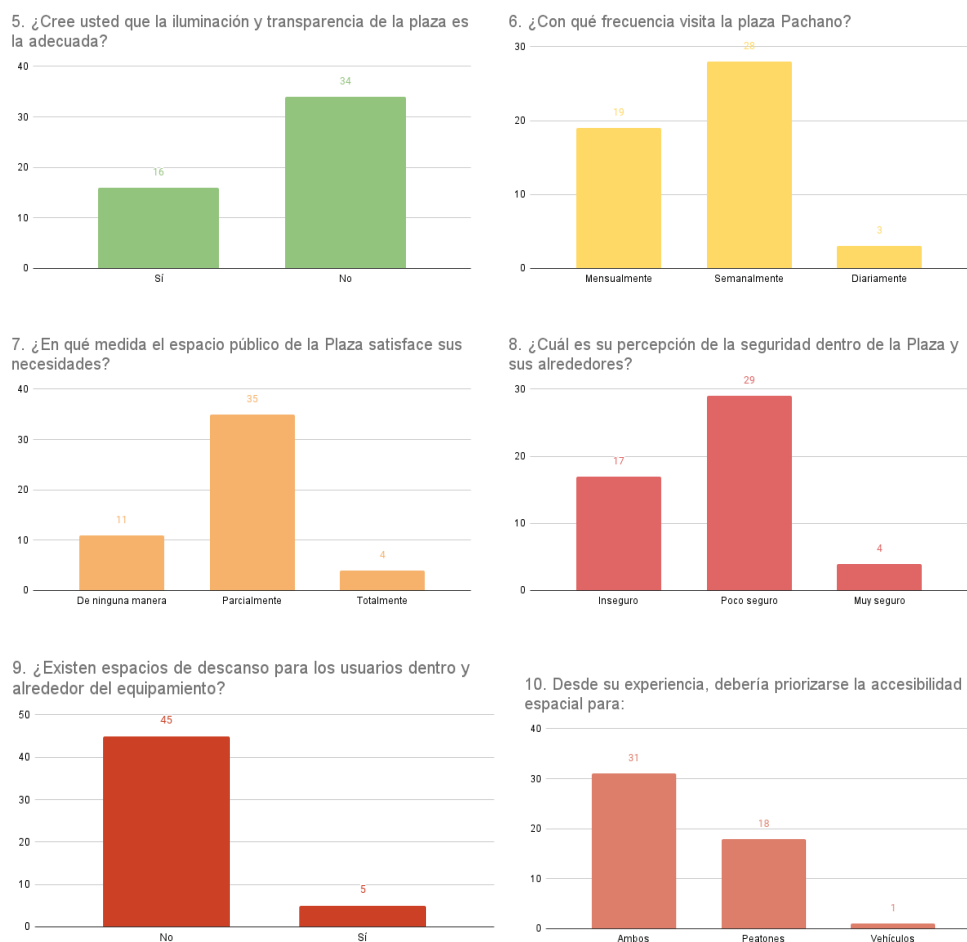 5. ¿Cree usted que la iluminación y transparencia de la plaza es
la adecuada?
40
30
20
10
0
16
34
Sí
No
6. ¿Con qué frecuencia visita la plaza Pachano?
30
20
10
0
19
28
3
Mensualmente
Semanalmente
Diariamente
7. ¿En qué medida el espacio público de la Plaza satisface sus
necesidades?
40
30
20
10
0
11
35
4
De ninguna manera
Parcialmente
Totalmente
8. ¿Cuál es su percepción de la seguridad dentro de la Plaza y
sus alrededores?
30
20
10
0
17
29
4
Inseguro
Poco seguro
Muy seguro
9. ¿Existen espacios de descanso para los usuarios dentro y
alrededor del equipamiento?
50
40
30
20
10
0
45
5
No
Sí
10. Desde su experiencia, debería priorizarse la accesibilidad
espacial para:
40
30
20
10
0
31
18
1
Ambos
Peatones
Vehículos